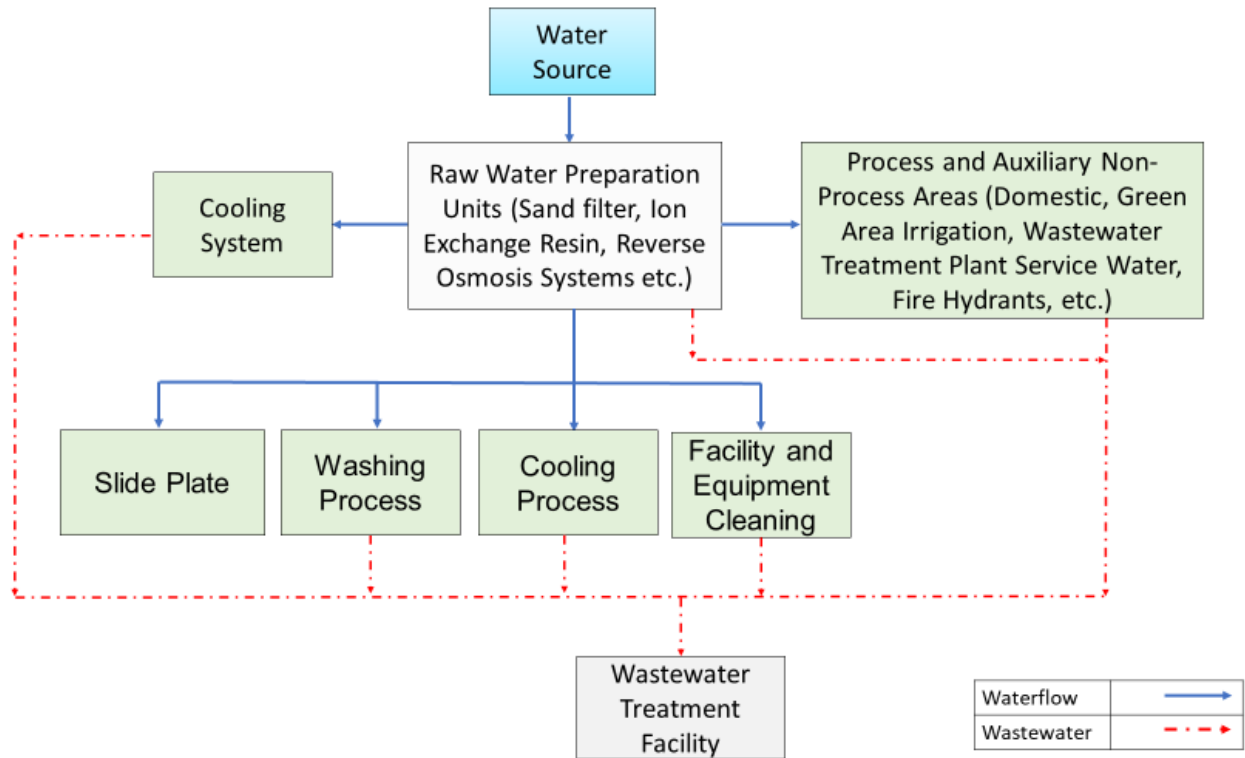 Water
Source
Raw Water Preparation
Units (Sand filter, Ion
Exchange Resin, Reverse
Osmosis Systems etc.)
Cooling
System
Process and Auxiliary Non-
Process Areas (Domestic, Green
Area Irrigation, Wastewater
Treatment Plant Service Water,
Fire Hydrants, etc.)
Slide Plate
Washing
Process
Cooling
Process
Facility and
Equipment
Cleaning
Wastewater
Treatment
Facility
Waterflow
Wastewater